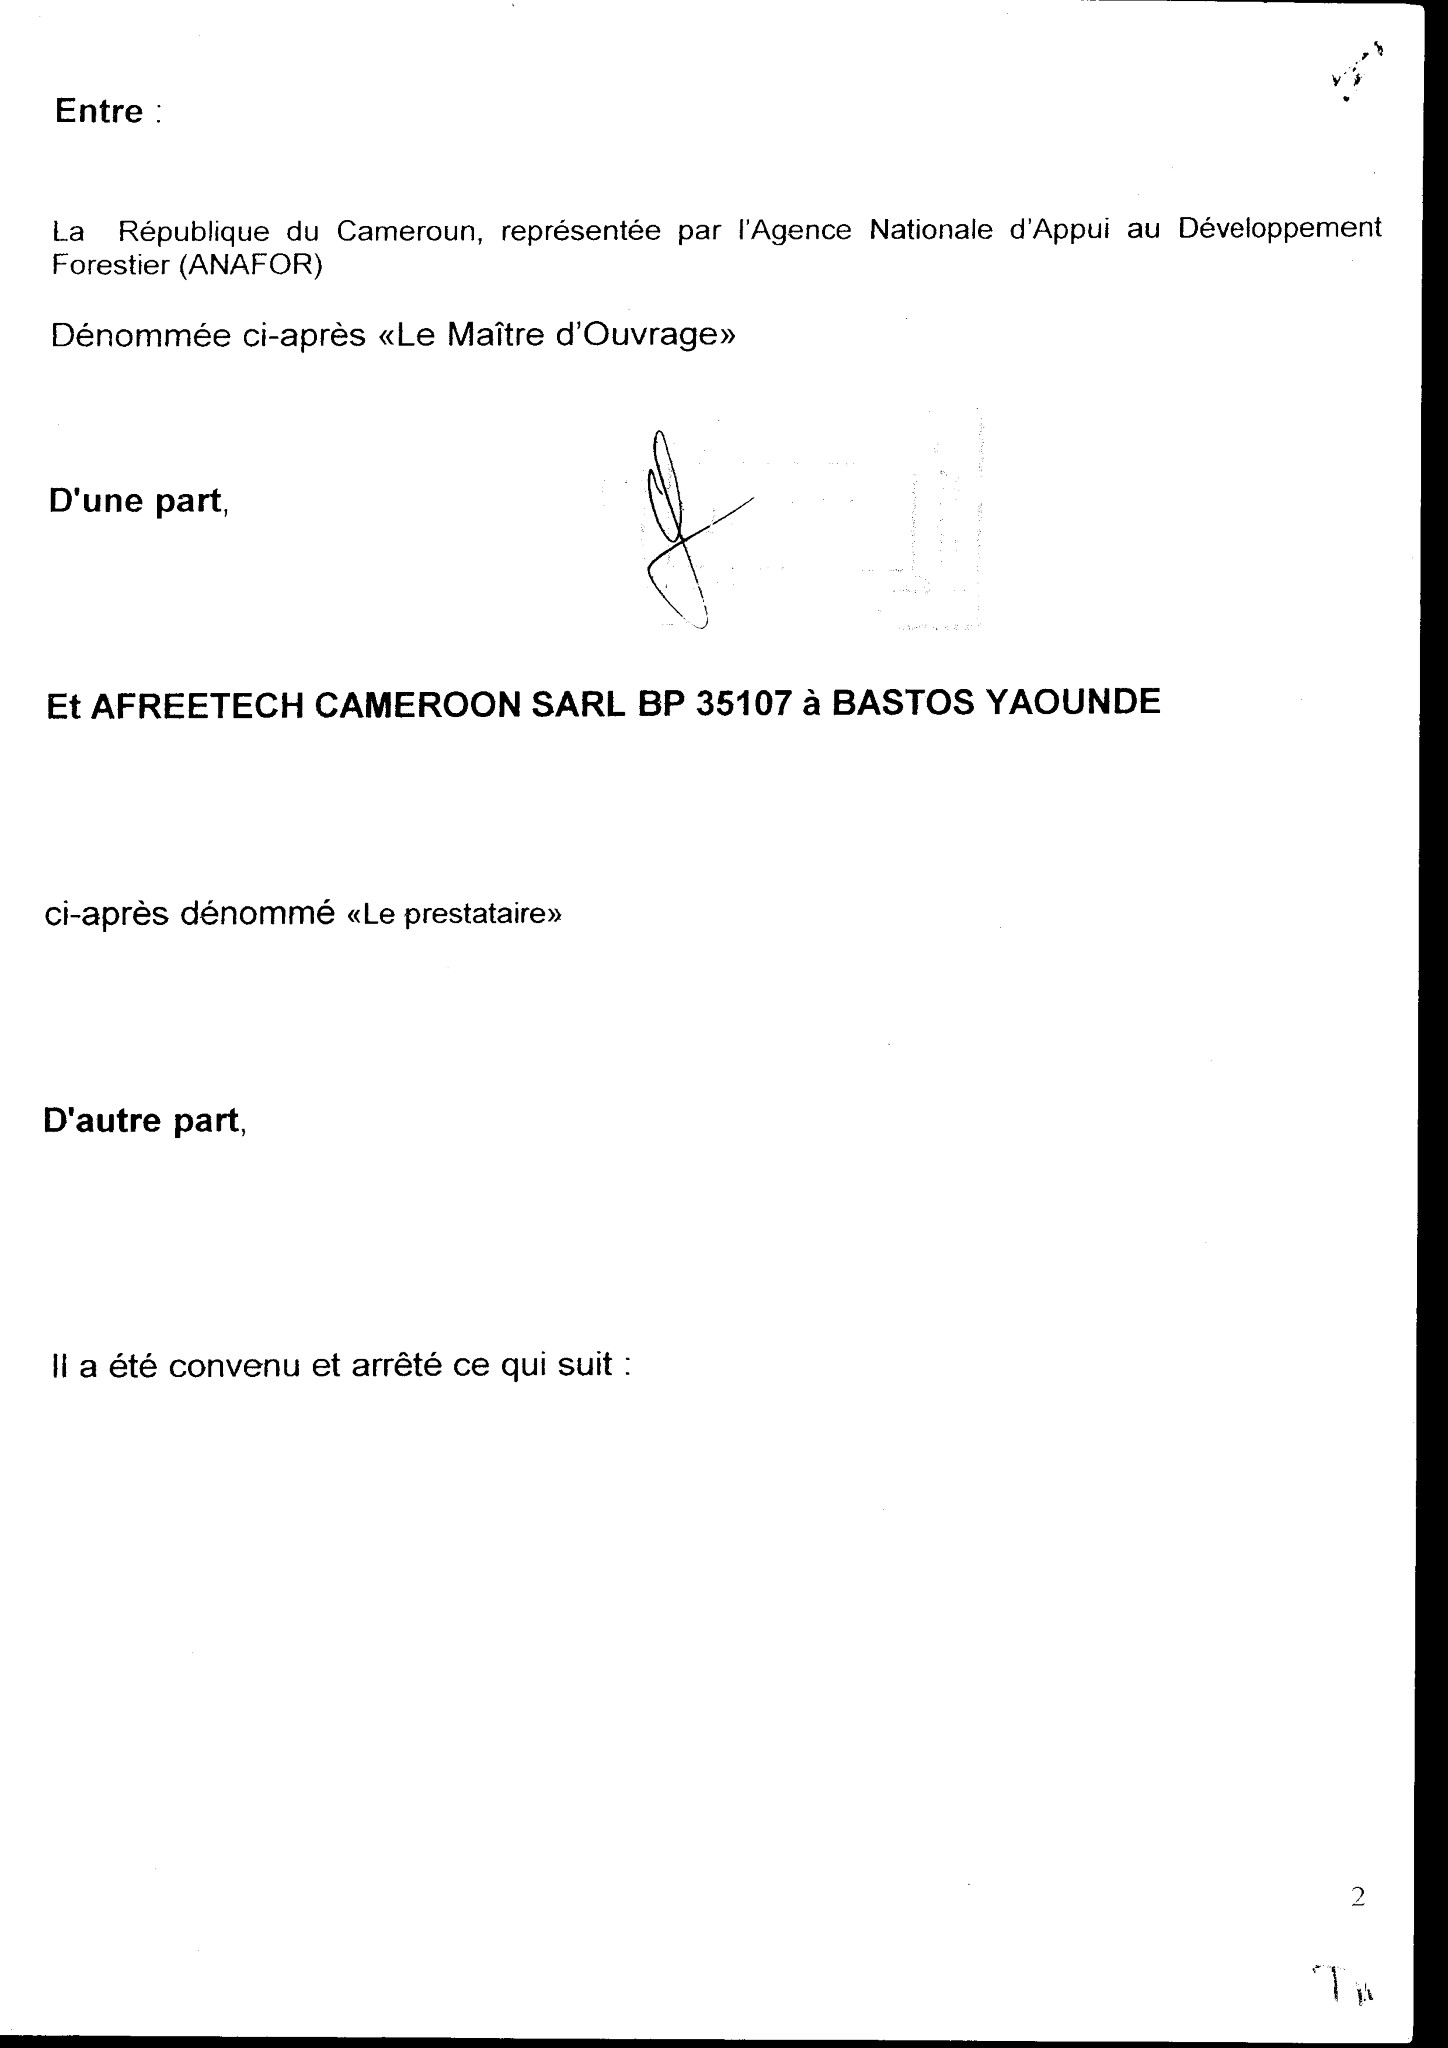 Entre :
La République du Cameroun, représentée par l'Agence Nationale d'Appui au Développement
Forestier (ANAFOR)
Dénommée ci-après «Le Maître d'Ouvrage»
D'une part,
Et AFREETECH CAMEROON SARL BP 35107 à BASTOS YAOUNDE
ci-après dénommé «Le prestataire»
D'autre part,
Il a été convenu et arrêté ce qui suit :
2